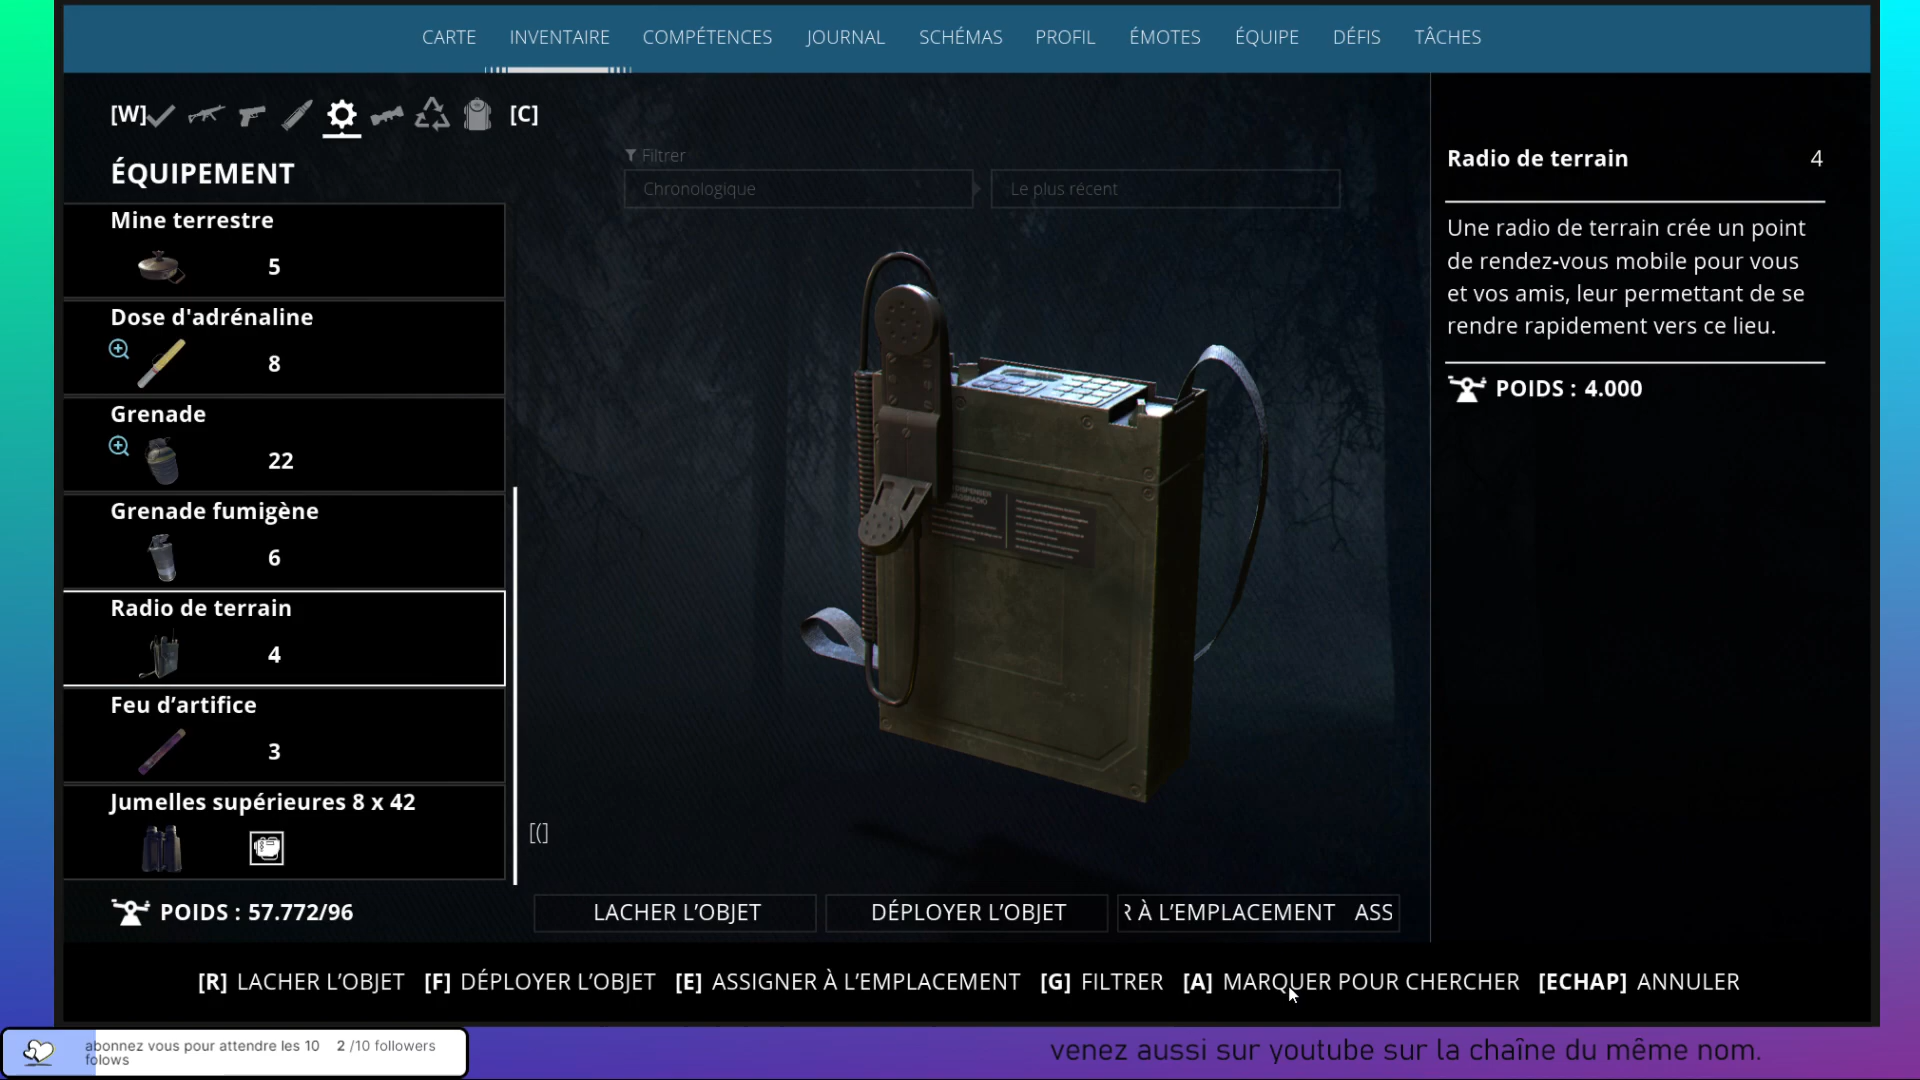 CARTE INVENTAIRE COMPÉTENCES JOURNAL SCHÉMAS PROFIL ÉMOTES ÉQUIPE DÉFIS TÂCHES
[W] [C]
ÉQUIPEMENT
Mine terrestre
5
Dose d'adrénaline
8
Grenade
22
Grenade fumigène
6
Radio de terrain
4
Feu d’artifice
3
Jumelles supérieures 8 x 42
POIDS : 57.772/96
Filtrer
Chronologique Le plus récent
[(]
LACHER L’OBJET DÉPLOYER L’OBJET R À L’EMPLACEMENT ASS
Radio de terrain 4
Une radio de terrain crée un point
de rendez-vous mobile pour vous
et vos amis, leur permettant de se
rendre rapidement vers ce lieu.
POIDS : 4.000
[R] LACHER L’OBJET [F] DÉPLOYER L’OBJET [E] ASSIGNER À L’EMPLACEMENT [G] FILTRER [A] MARQUER POUR CHERCHER [ECHAP] ANNULER
abonnez vous pour attendre les 10 2 /10 followers
folows
venez aussi sur youtube sur la chaîne du même nom.